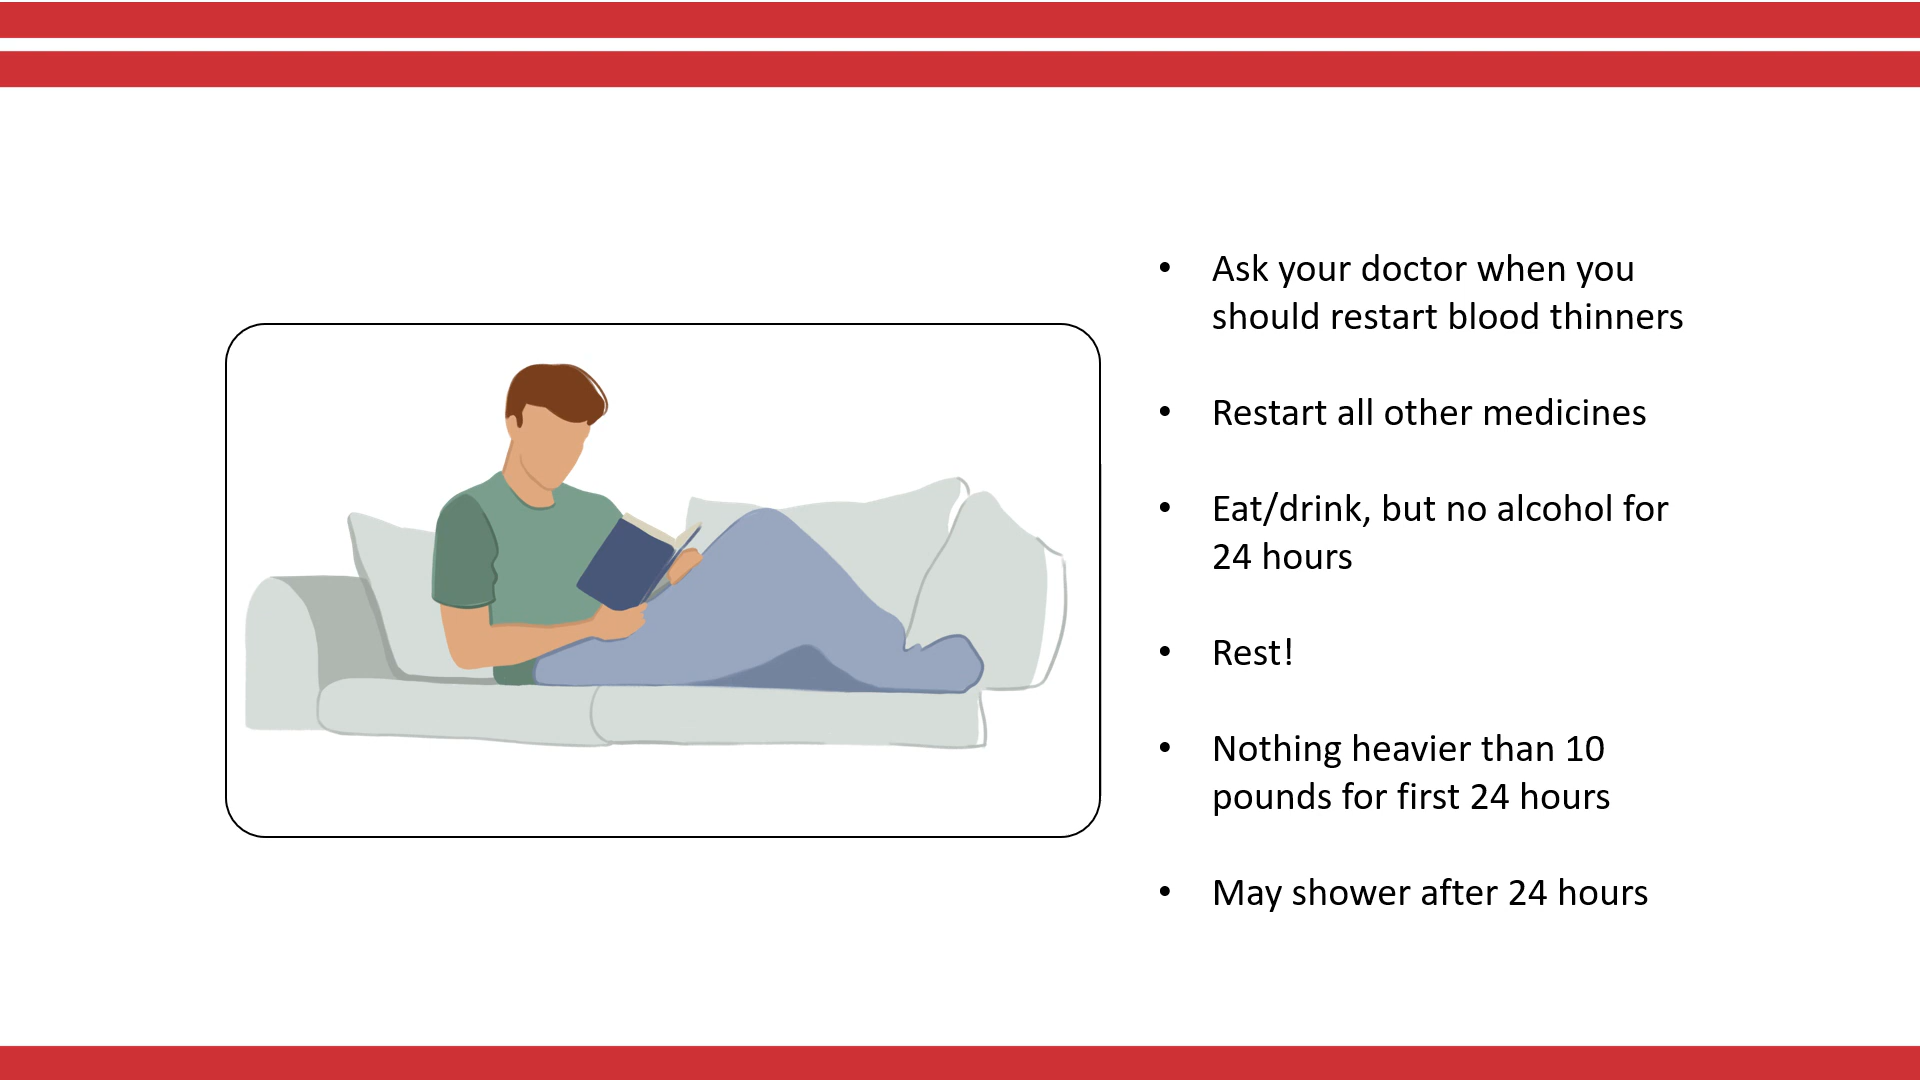 • Ask your doctor when you
should restart blood thinners
• Restart all other medicines
• Eat/drink, but no alcohol for
24 hours
• Rest!
• Nothing heavier than 10
pounds for first 24 hours
• May shower after 24 hours